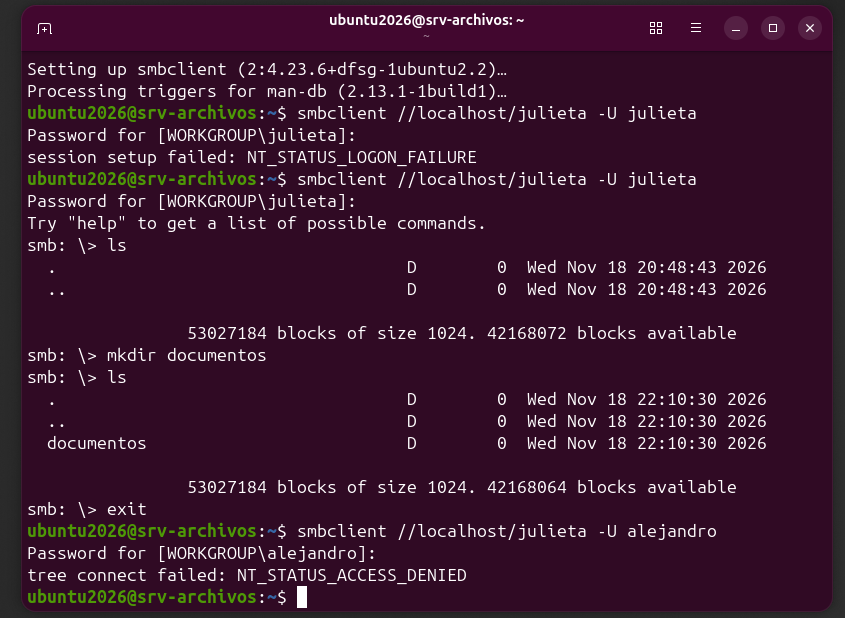 ubuntu2026@srv-archivos: ~
~
Setting up smbclient (2:4.23.6+dfsg-1ubuntu2.2)…
Processing triggers for man-db (2.13.1-1build1)…
ubuntu2026@srv-archivos:~$ smbclient //localhost/julieta -U julieta
Password for [WORKGROUP\julieta]:
session setup failed: NT_STATUS_LOGON_FAILURE
ubuntu2026@srv-archivos:~$ smbclient //localhost/julieta -U julieta
Password for [WORKGROUP\julieta]:
Try "help" to get a list of possible commands.
smb: \> ls
  .                                   D        0  Wed Nov 18 20:48:43 2026
  ..                                  D        0  Wed Nov 18 20:48:43 2026
                53027184 blocks of size 1024. 42168072 blocks available
smb: \> mkdir documentos
smb: \> ls
  .                                   D        0  Wed Nov 18 22:10:30 2026
  ..                                  D        0  Wed Nov 18 22:10:30 2026
  documentos                          D        0  Wed Nov 18 22:10:30 2026
                53027184 blocks of size 1024. 42168064 blocks available
smb: \> exit
ubuntu2026@srv-archivos:~$ smbclient //localhost/julieta -U alejandro
Password for [WORKGROUP\alejandro]:
tree connect failed: NT_STATUS_ACCESS_DENIED
ubuntu2026@srv-archivos:~$